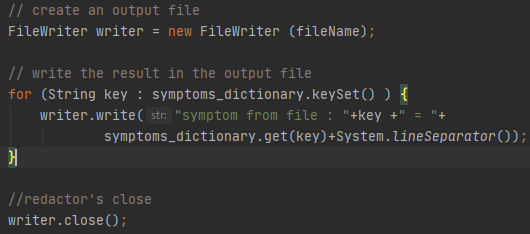 // create an output file
FileWriter writer = new FileWriter (fileName);
// write the result in the output file
for (String key : symptoms_dictionary.keySet() ) {
writer.write( str: "symptom from file : "+key +" = "+
symptoms_dictionary.get(key)+System.lineSeparator());
}
//redactor's close
writer.close();